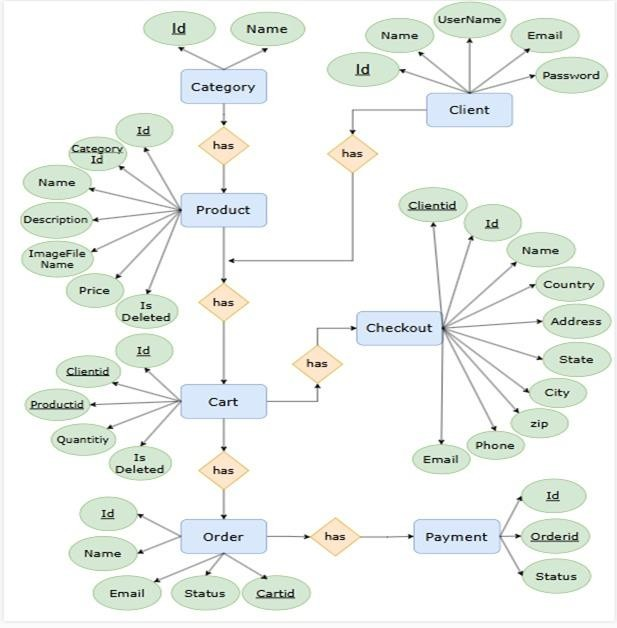 Id
Name
Category
has
UserName
Name
Email
Id
Password
Client
has
Id
Category
Id
Name
Description
ImageFile
Name
Price
Is
Deleted
Product
has
Clientid
Id
Name
Country
Address
State
City
zip
Phone
Email
Checkout
has
Id
Clientid
Productid
Quantitiy
Is
Deleted
Cart
has
Id
Name
Email
Status
Cartid
Order
has
Payment
Id
Orderid
Status